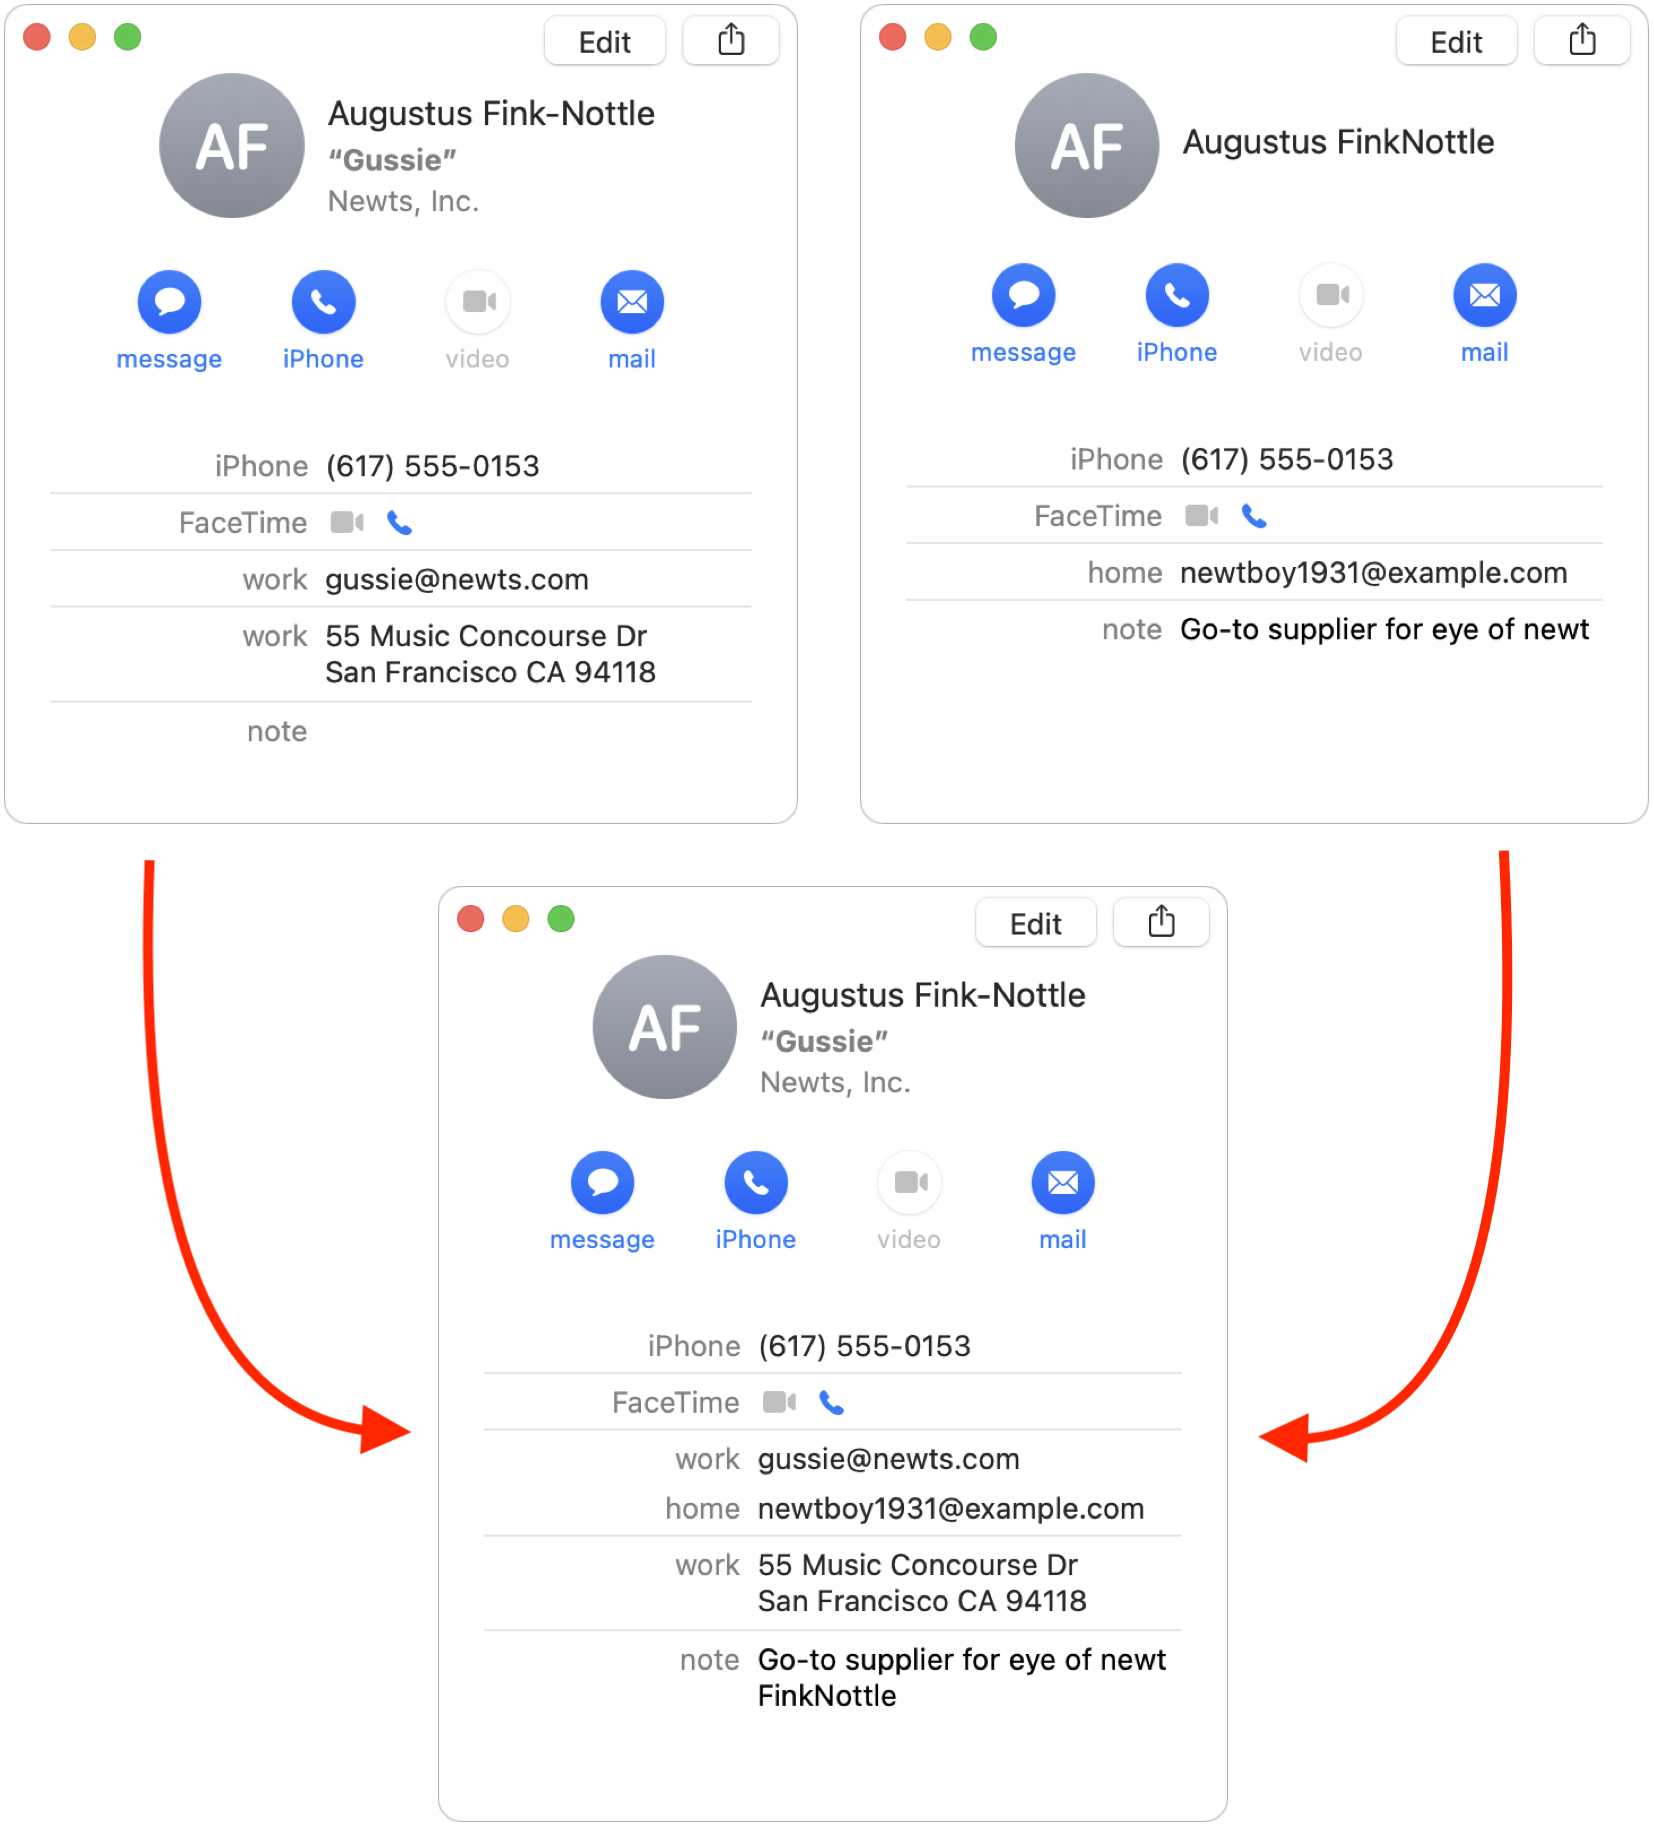 Edit
AF
Augustus Fink-Nottle
“Gussie”
Newts, Inc.
message iPhone video mail
iPhone (617) 555-0153
FaceTime
work gussie@newts.com
work 55 Music Concourse Dr
San Francisco CA 94118
note
Edit
AF
Augustus FinkNottle
message iPhone video mail
iPhone (617) 555-0153
FaceTime
home newtboy1931@example.com
note Go-to supplier for eye of newt
Edit
AF
Augustus Fink-Nottle
“Gussie”
Newts, Inc.
message iPhone video mail
iPhone (617) 555-0153
FaceTime
work gussie@newts.com
home newtboy1931@example.com
work 55 Music Concourse Dr
San Francisco CA 94118
note Go-to supplier for eye of newt
FinkNottle